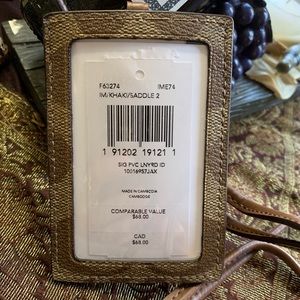 F63274 IME74
IM/KHAKI/SADDLE 2
1 91202 19121 1
SIG PVC LNYRD ID
10016957JAX
MADE IN CAMBODIA
CAMBODGE
COMPARABLE VALUE
$68.00
CAD
$68.00